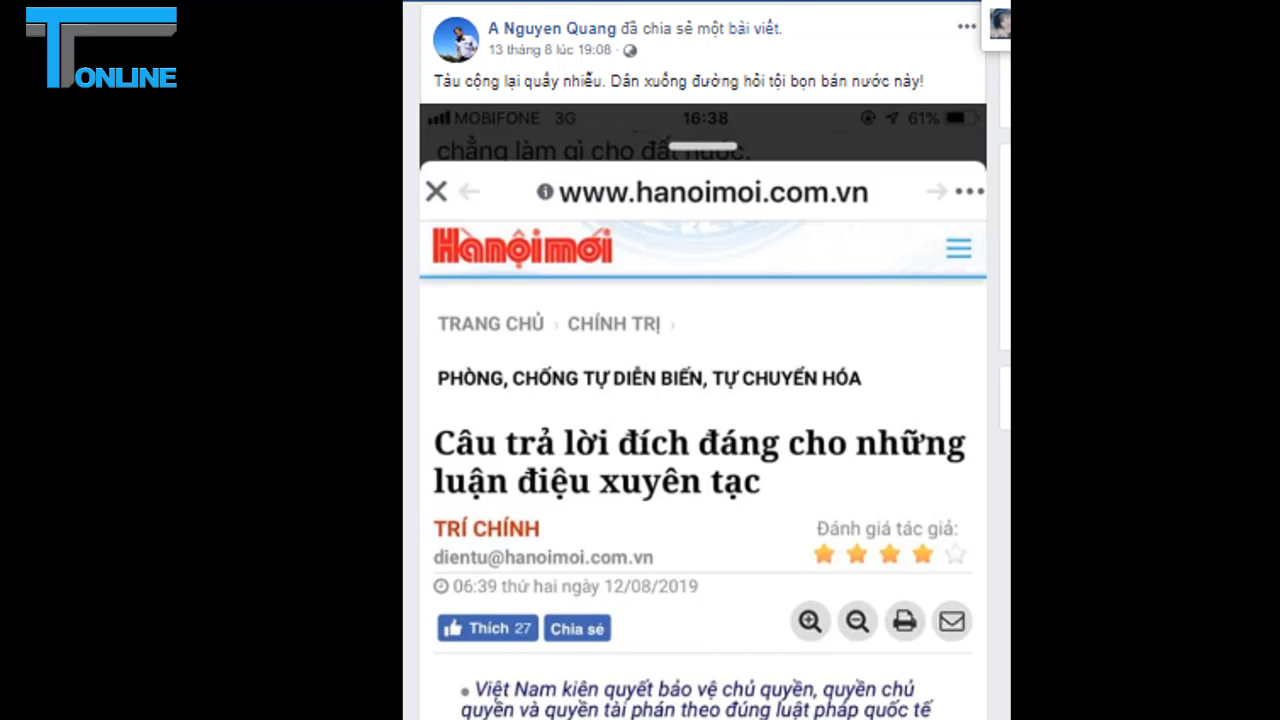 TT ONLINE
A Nguyen Quang đã chia sẻ một bài viết.
13 tháng 8 lúc 19:08
Tàu cộng lại quấy nhiễu. Dân xuống đường hỏi tội bọn bán nước này!
MOBIFONE 3G 16:38 61%
chẳng làm gì cho đất nước.
www.hanoimoi.com.vn
Hànộimới
TRANG CHỦ › CHÍNH TRỊ ›
PHÒNG, CHỐNG TỰ DIỄN BIẾN, TỰ CHUYỂN HÓA
Câu trả lời đích đáng cho những
luận điệu xuyên tạc
TRÍ CHÍNH
Đánh giá tác giả:
dientu@hanoimoi.com.vn
06:39 thứ hai ngày 12/08/2019
Thích 27 Chia sẻ
• Việt Nam kiên quyết bảo vệ chủ quyền, quyền chủ
quyền và quyền tài phán theo đúng luật pháp quốc tế